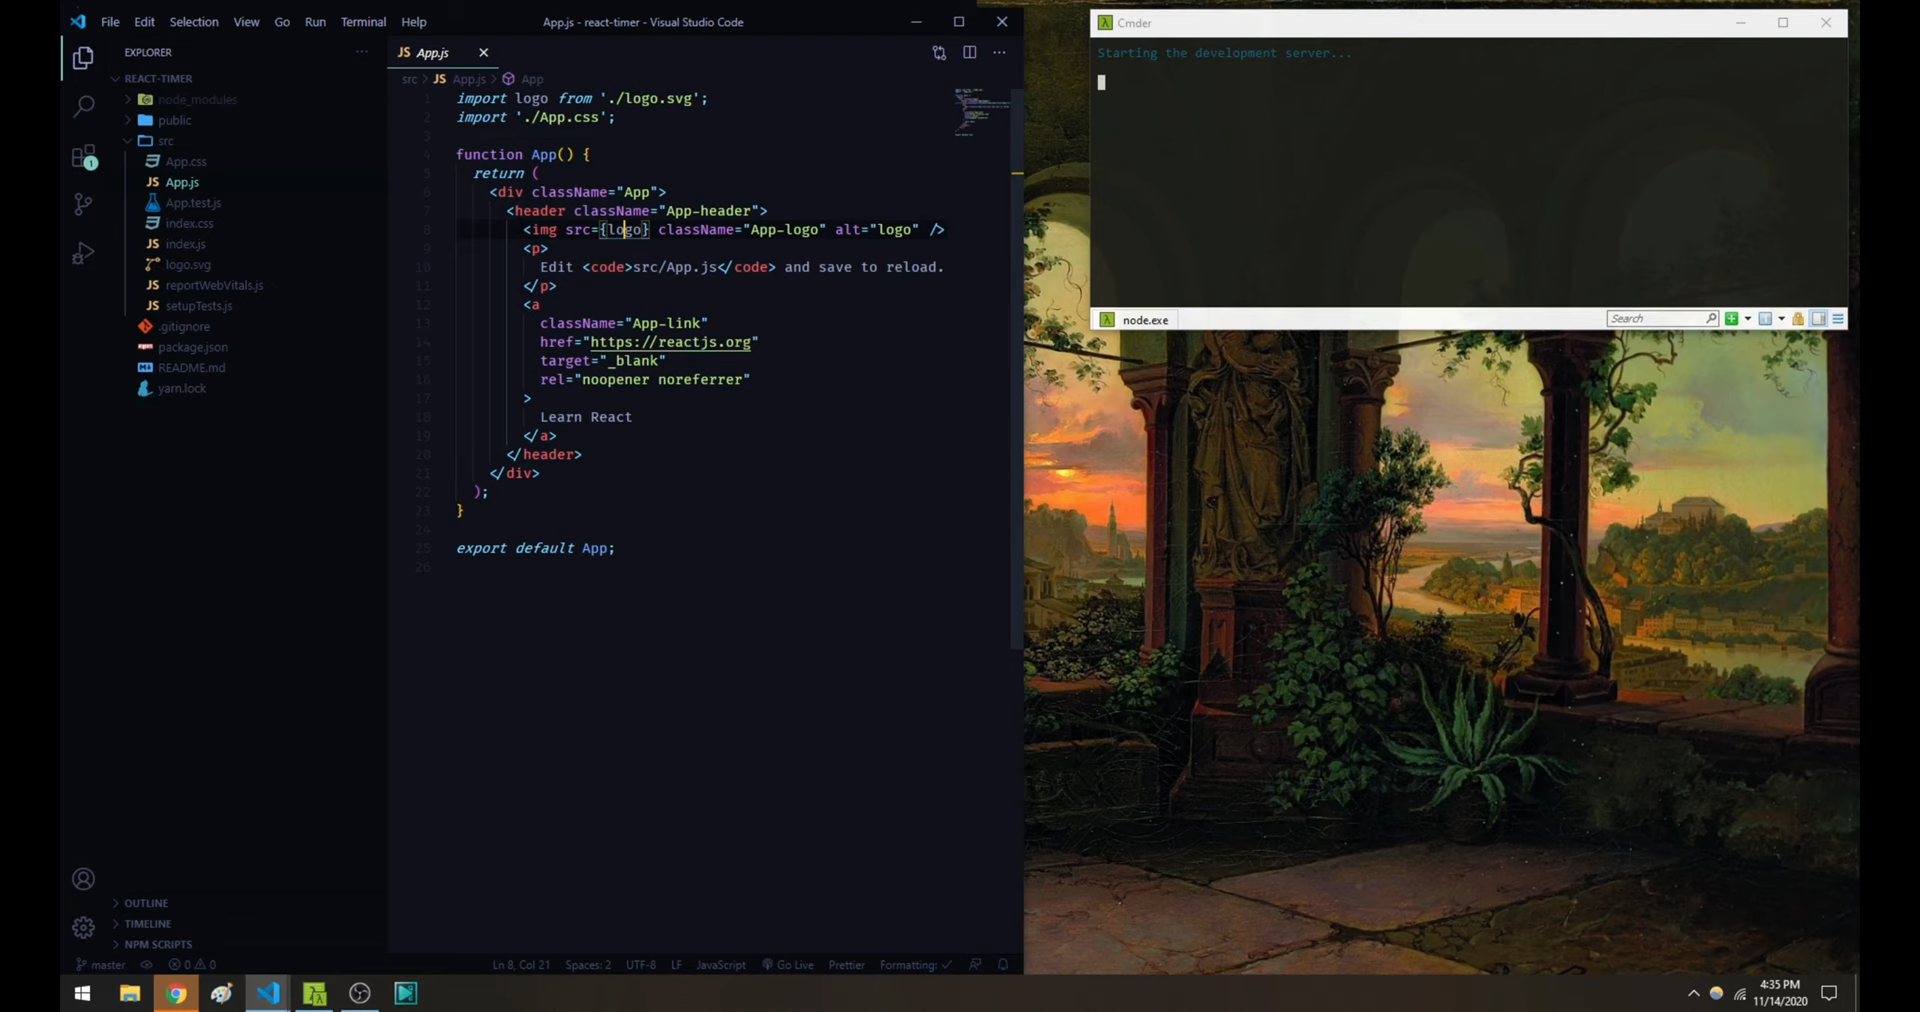 File Edit Selection View Go Run Terminal Help
App.js - react-timer - Visual Studio Code
EXPLORER
REACT-TIMER
node_modules
public
src
App.css
App.js
App.test.js
index.css
index.js
logo.svg
reportWebVitals.js
setupTests.js
.gitignore
package.json
README.md
yarn.lock
OUTLINE
TIMELINE
NPM SCRIPTS
1
JS App.js
src > JS App.js > App
1 import logo from './logo.svg';
2 import './App.css';
3
4 function App() {
5 return (
6 <div className="App">
7 <header className="App-header">
8 <img src={logo} className="App-logo" alt="logo" />
9 <p>
10 Edit <code>src/App.js</code> and save to reload.
11 </p>
12 <a
13 className="App-link"
14 href="https://reactjs.org"
15 target="_blank"
16 rel="noopener noreferrer"
17 >
18 Learn React
19 </a>
20 </header>
21 </div>
22 );
23 }
24
25 export default App;
26
master 0 0 Ln 8, Col 21 Spaces: 2 UTF-8 LF JavaScript Go Live Prettier Formatting: ✓
Cmder
Starting the development server...
node.exe
Search
4:35 PM
11/14/2020